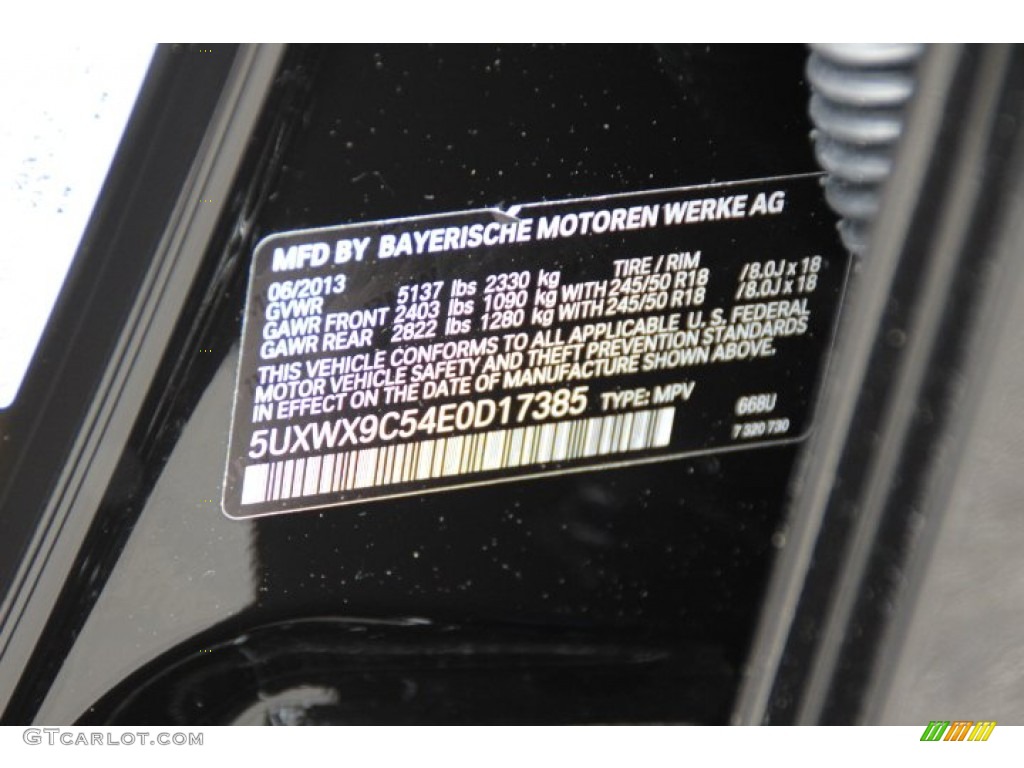 MFD BY BAYERISCHE MOTOREN WERKE AG
06/2013 TIRE / RIM
GVWR 5137 lbs 2330 kg
GAWR FRONT 2403 lbs 1090 kg WITH 245/50 R18 /8.0J x 18
GAWR REAR 2822 lbs 1280 kg WITH 245/50 R18 /8.0J x 18
THIS VEHICLE CONFORMS TO ALL APPLICABLE U. S. FEDERAL
MOTOR VEHICLE SAFETY AND THEFT PREVENTION STANDARDS
IN EFFECT ON THE DATE OF MANUFACTURE SHOWN ABOVE.
5UXWX9C54E0D17385 TYPE: MPV 668U
7 320 730
GTCarLot.com